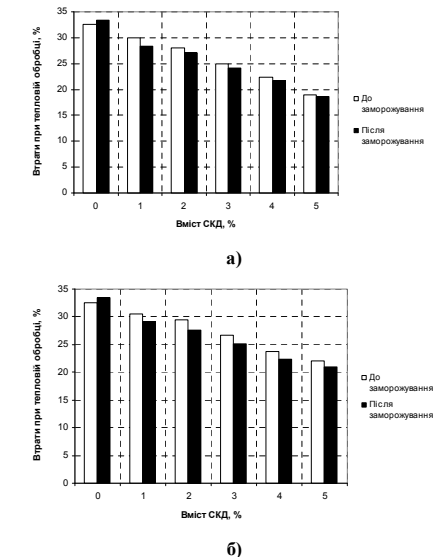 35
30
25
20
15
10
5
0
Втрати при тепловій обробці, %
0 1 2 3 4 5
Вміст СКД, %
До
заморожування
Після
заморожування
а)
35
30
25
20
15
10
5
0
Втрати при тепловій обробці, %
0 1 2 3 4 5
Вміст СКД, %
До
заморожування
Після
заморожування
б)